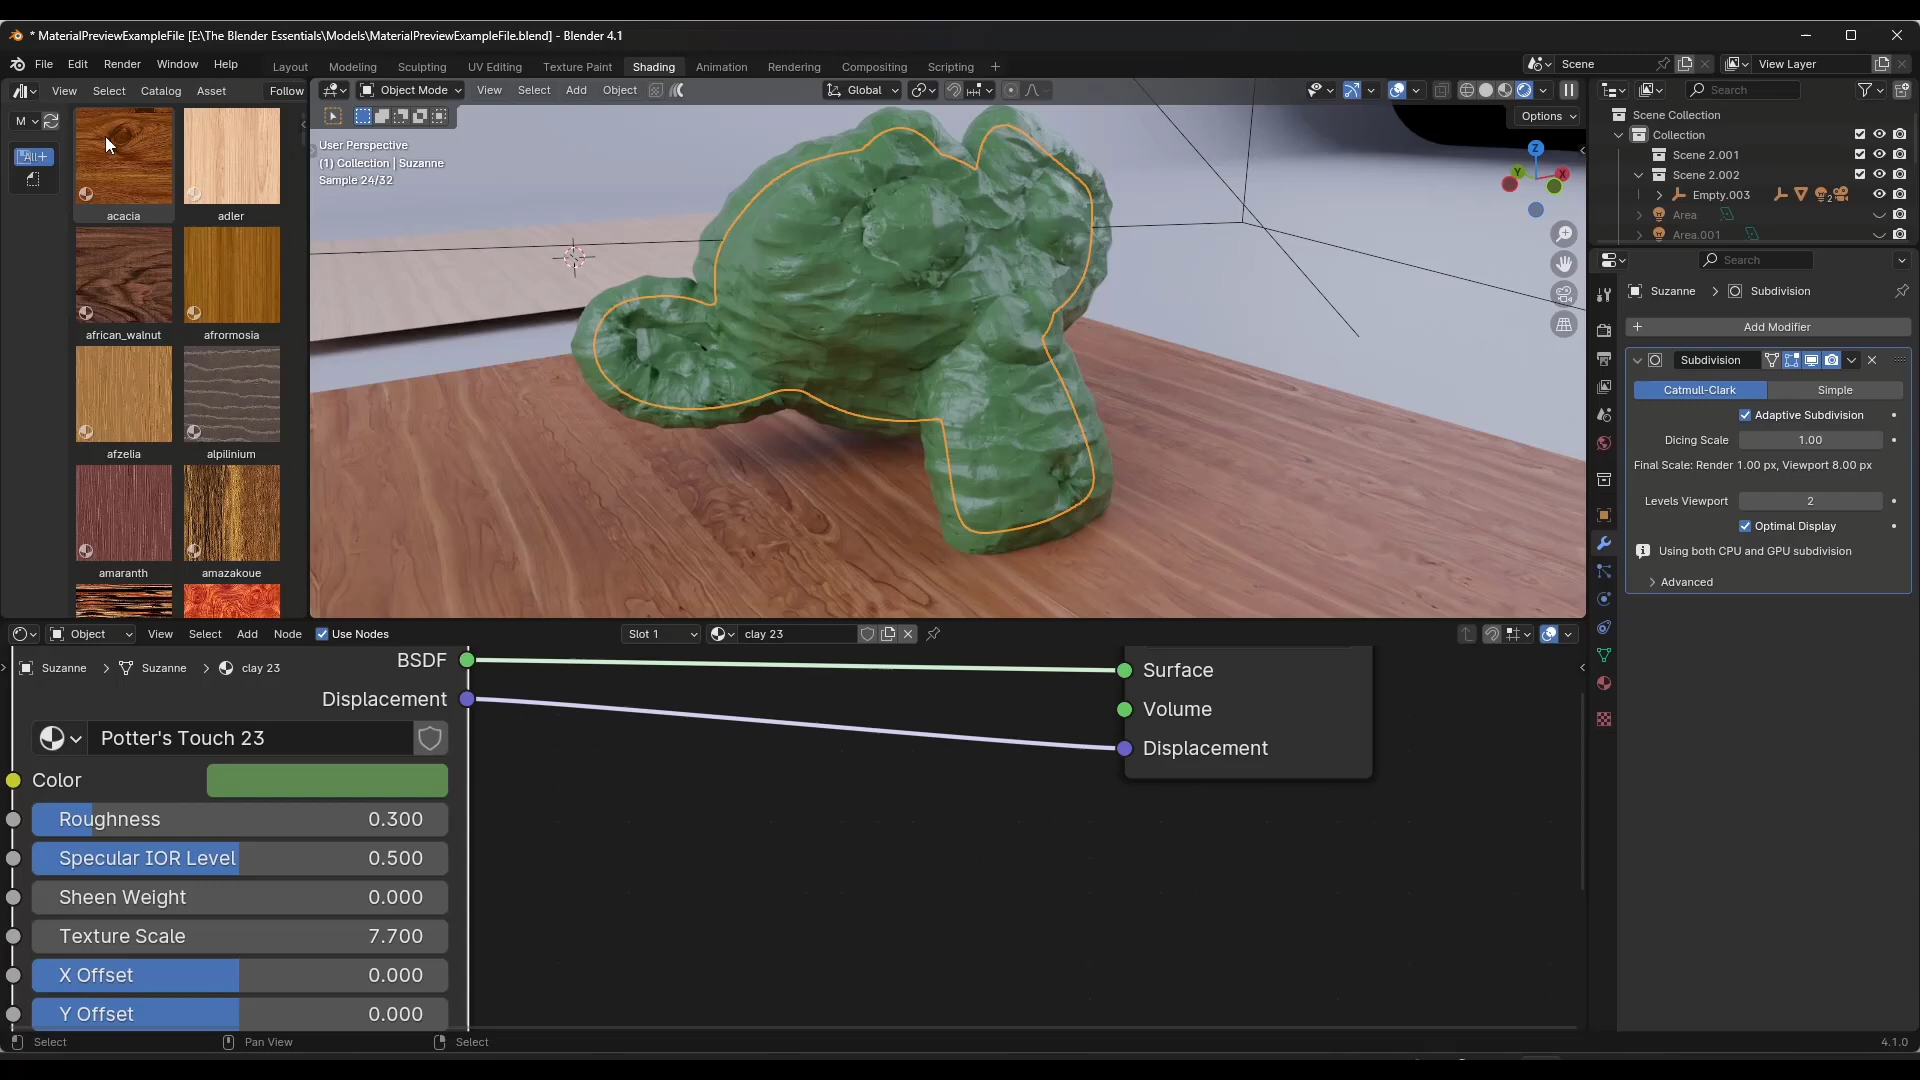 * MaterialPreviewExampleFile [E:\The Blender Essentials\Models\MaterialPreviewExampleFile.blend] - Blender 4.1
File Edit Render Window Help
Layout Modeling Sculpting UV Editing Texture Paint Shading Animation Rendering Compositing Scripting +
Scene View Layer
View Select Catalog Asset Follow
Object Mode View Select Add Object Global
Search
Options
M
All
acacia adler
african_walnut afrormosia
afzelia alpilinium
amaranth amazakoue
User Perspective
(1) Collection | Suzanne
Sample 24/32
Z
Y
X
Scene Collection
Collection
Scene 2.001
Scene 2.002
Empty.003 2
Area
Area.001
Search
Suzanne > Subdivision
+ Add Modifier
Subdivision
Catmull-Clark Simple
Adaptive Subdivision
Dicing Scale 1.00
Final Scale: Render 1.00 px, Viewport 8.00 px
Levels Viewport 2
Optimal Display
Using both CPU and GPU subdivision
Advanced
Object View Select Add Node Use Nodes Slot 1 clay 23
Suzanne > Suzanne > clay 23
BSDF
Displacement
Potter's Touch 23
Color
Roughness 0.300
Specular IOR Level 0.500
Sheen Weight 0.000
Texture Scale 7.700
X Offset 0.000
Y Offset 0.000
Surface
Volume
Displacement
Select Pan View Select 4.1.0